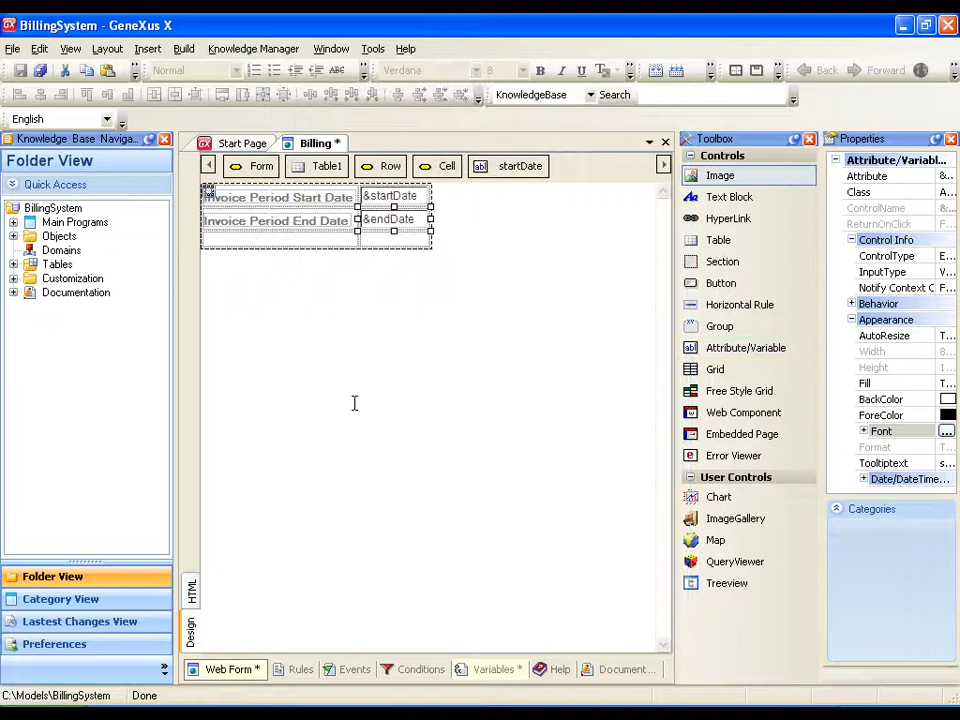 BillingSystem - GeneXus X
File Edit View Layout Insert Build Knowledge Manager Window Tools Help
Normal Verdana 8 B I U Back Forward
KnowledgeBase Search
English
Knowledge Base Naviga... Start Page Billing * Toolbox Properties
Folder View
Quick Access
BillingSystem
Main Programs
Objects
Domains
Tables
Customization
Documentation
Folder View
Category View
Lastest Changes View
Preferences
Form Table1 Row Cell startDate
Invoice Period Start Date &startDate
Invoice Period End Date &endDate
HTML
Design
Web Form * Rules Events Conditions Variables * Help Document...
Controls
Image
Text Block
HyperLink
Table
Section
Button
Horizontal Rule
Group
Attribute/Variable
Grid
Free Style Grid
Web Component
Embedded Page
Error Viewer
User Controls
Chart
ImageGallery
Map
QueryViewer
Treeview
Attribute/Variabl...
Attribute &...
Class A...
ControlName &...
ReturnOnClick F...
Control Info
ControlType E...
InputType V...
Notify Context C F...
Behavior
Appearance
AutoResize T...
Width 8...
Height 1...
Fill T...
BackColor
ForeColor
Font ...
Format T...
Tooltiptext s...
Date/DateTime...
Categories
C:\Models\BillingSystem Done